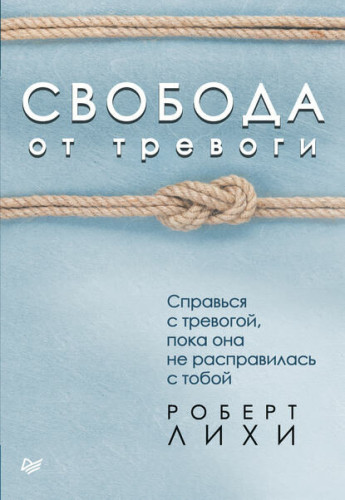 СВОБОДА
от тревоги
Справься
с тревогой,
пока она
не расправилась
с тобой
РОБЕРТ
ЛИХИ